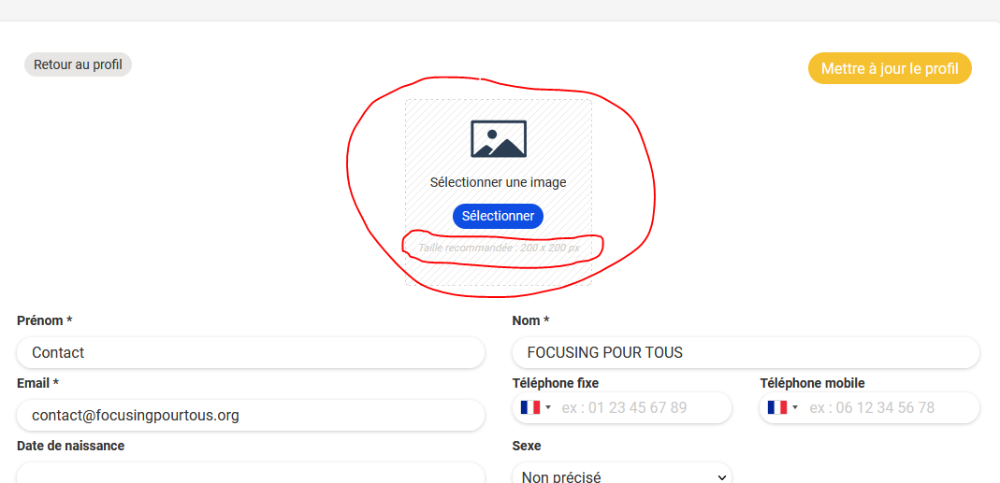 Retour au profil
Mettre à jour le profil
Sélectionner une image
Sélectionner
Taille recommandée : 200 x 200 px
Prénom *
Nom *
Contact
FOCUSING POUR TOUS
Email *
Téléphone fixe
Téléphone mobile
contact@focusingpourtous.org
ex : 01 23 45 67 89
ex : 06 12 34 56 78
Date de naissance
Sexe
Non précisé